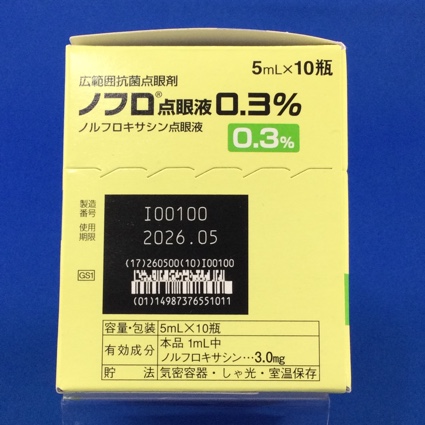 5mL×10瓶
広範囲抗菌点眼剤
ノフロ®点眼液0.3%
ノルフロキサシン点眼液
0.3%
製造番号 I00100
使用期限 2026.05
(17)260500(10)I00100
GS1
(01)14987376551011
容量・包装 5mL×10瓶
有効成分 本品 1mL中
ノルフロキサシン…3.0mg
貯法 気密容器・しゃ光・室温保存